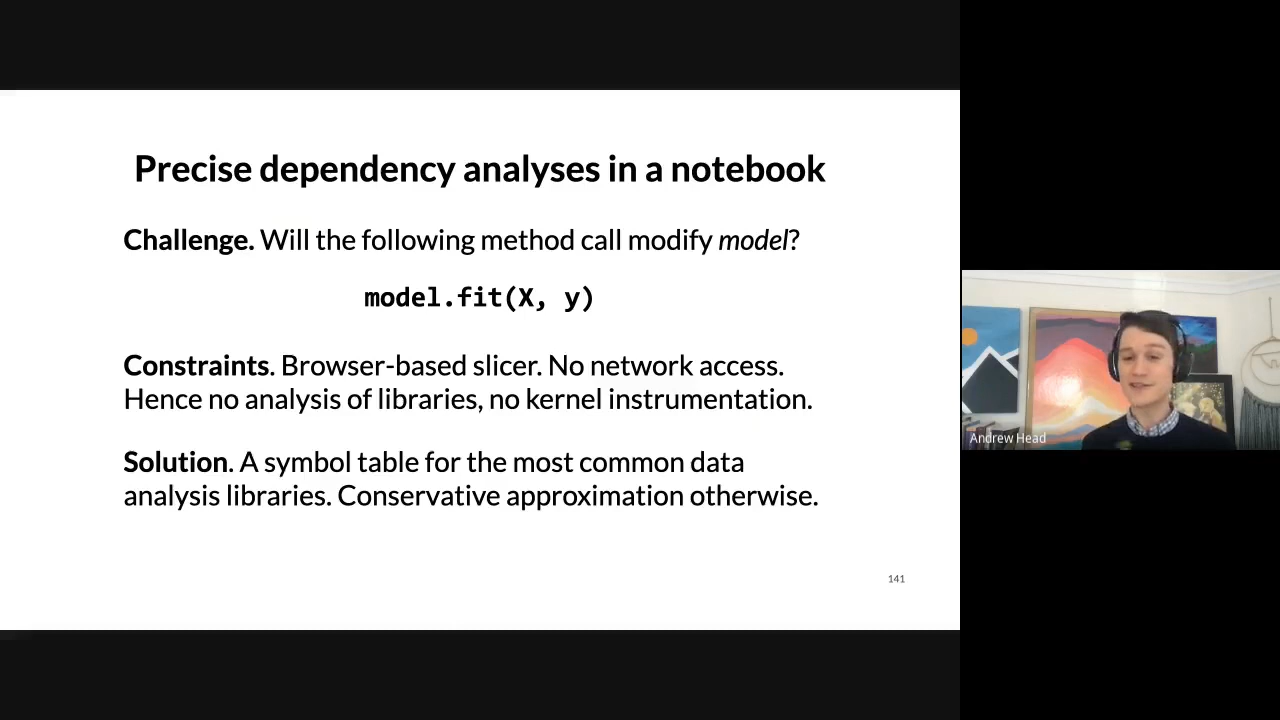 Precise dependency analyses in a notebook
Challenge. Will the following method call modify model?
model.fit(X, y)
Constraints. Browser-based slicer. No network access.
Hence no analysis of libraries, no kernel instrumentation.
Solution. A symbol table for the most common data
analysis libraries. Conservative approximation otherwise.
141
Andrew Head